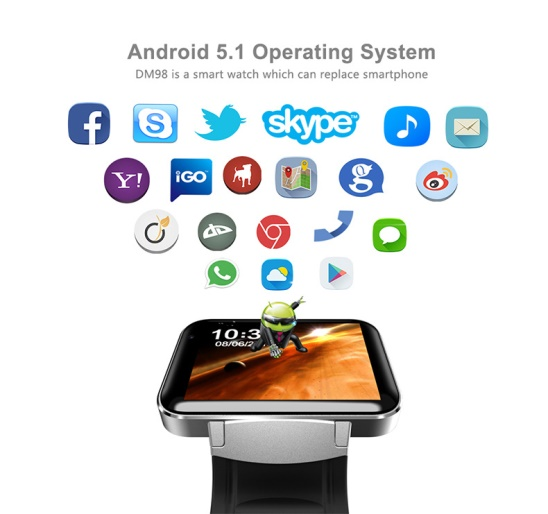 Android 5.1 Operating System
DM98 is a smart watch which can replace smartphone
f
S
skype™
Y!
iGO
g
10:3
08/06/2